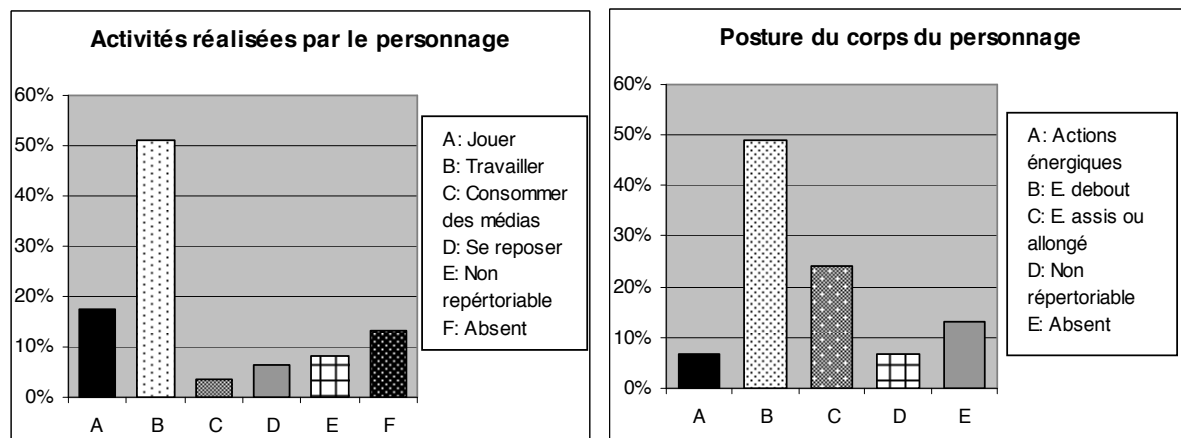 Activités réalisées par le personnage
60%
50%
40%
30%
20%
10%
0%
A B C D E F
A: Jouer
B: Travailler
C: Consommer
des médias
D: Se reposer
E: Non
repértoriable
F: Absent
Posture du corps du personnage
60%
50%
40%
30%
20%
10%
0%
A B C D E
A: Actions
énergiques
B: E. debout
C: E. assis ou
allongé
D: Non
répertoriable
E: Absent